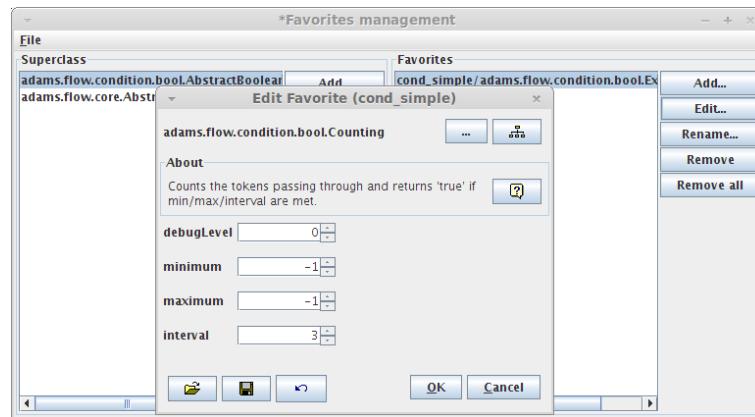 *Favorites management
File
Superclass
Favorites
adams.flow.condition.bool.AbstractBoolean
Add
cond_simple/adams.flow.condition.bool.Ex
Add...
adams.flow.core.Abstr
Edit Favorite (cond_simple)
Edit...
adams.flow.condition.bool.Counting
...
Rename...
About
Remove
Counts the tokens passing through and returns 'true' if
min/max/interval are met.
Remove all
debugLevel 0
minimum -1
maximum -1
interval 3
OK
Cancel